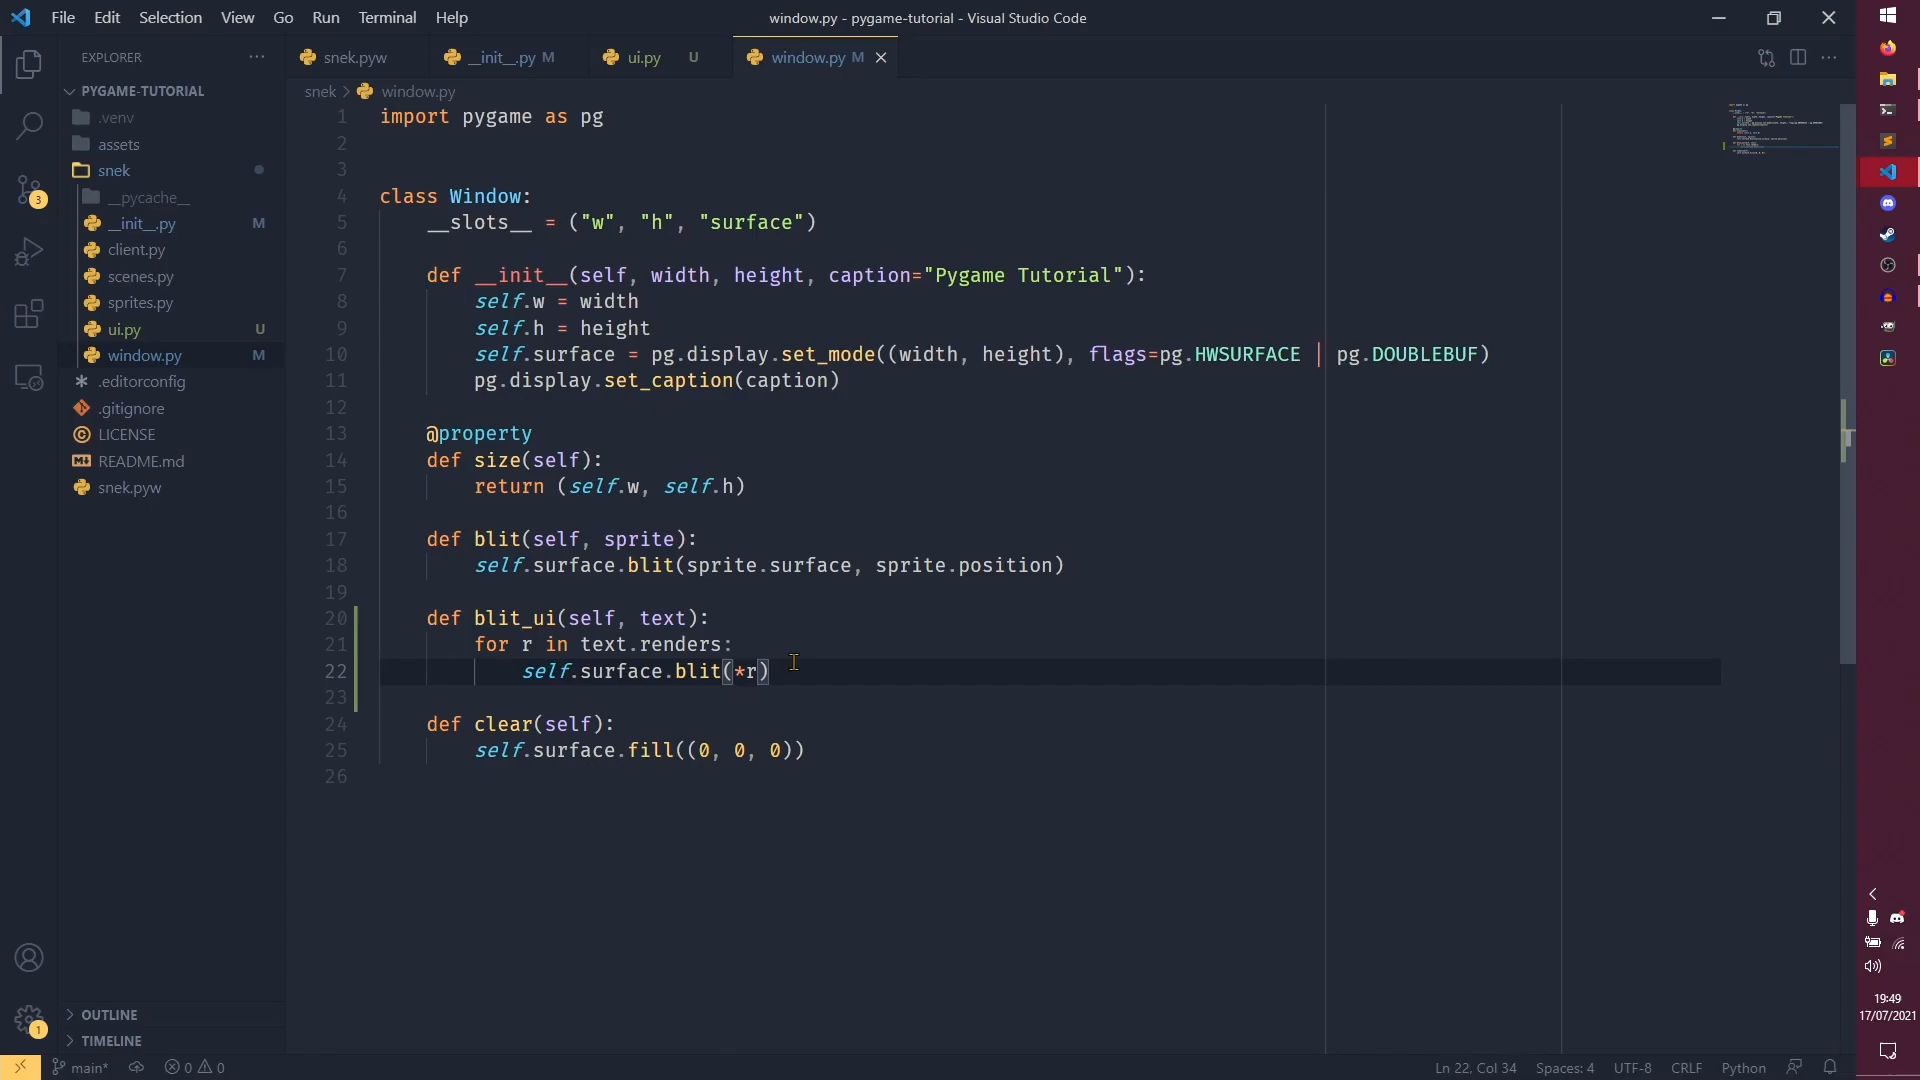 File Edit Selection View Go Run Terminal Help
window.py - pygame-tutorial - Visual Studio Code
EXPLORER
snek.pyw
__init__.py M
ui.py U
window.py M
PYGAME-TUTORIAL
.venv
assets
snek
__pycache__
__init__.py M
client.py
scenes.py
sprites.py
ui.py U
window.py M
.editorconfig
.gitignore
LICENSE
README.md
snek.pyw
OUTLINE
TIMELINE
3
1
snek > window.py
1 import pygame as pg
2
3
4 class Window:
5 __slots__ = ("w", "h", "surface")
6
7 def __init__(self, width, height, caption="Pygame Tutorial"):
8 self.w = width
9 self.h = height
10 self.surface = pg.display.set_mode((width, height), flags=pg.HWSURFACE | pg.DOUBLEBUF)
11 pg.display.set_caption(caption)
12
13 @property
14 def size(self):
15 return (self.w, self.h)
16
17 def blit(self, sprite):
18 self.surface.blit(sprite.surface, sprite.position)
19
20 def blit_ui(self, text):
21 for r in text.renders:
22 self.surface.blit(*r)
23
24 def clear(self):
25 self.surface.fill((0, 0, 0))
26
main*
0 0
Ln 22, Col 34
Spaces: 4
UTF-8
CRLF
Python
19:49
17/07/2021